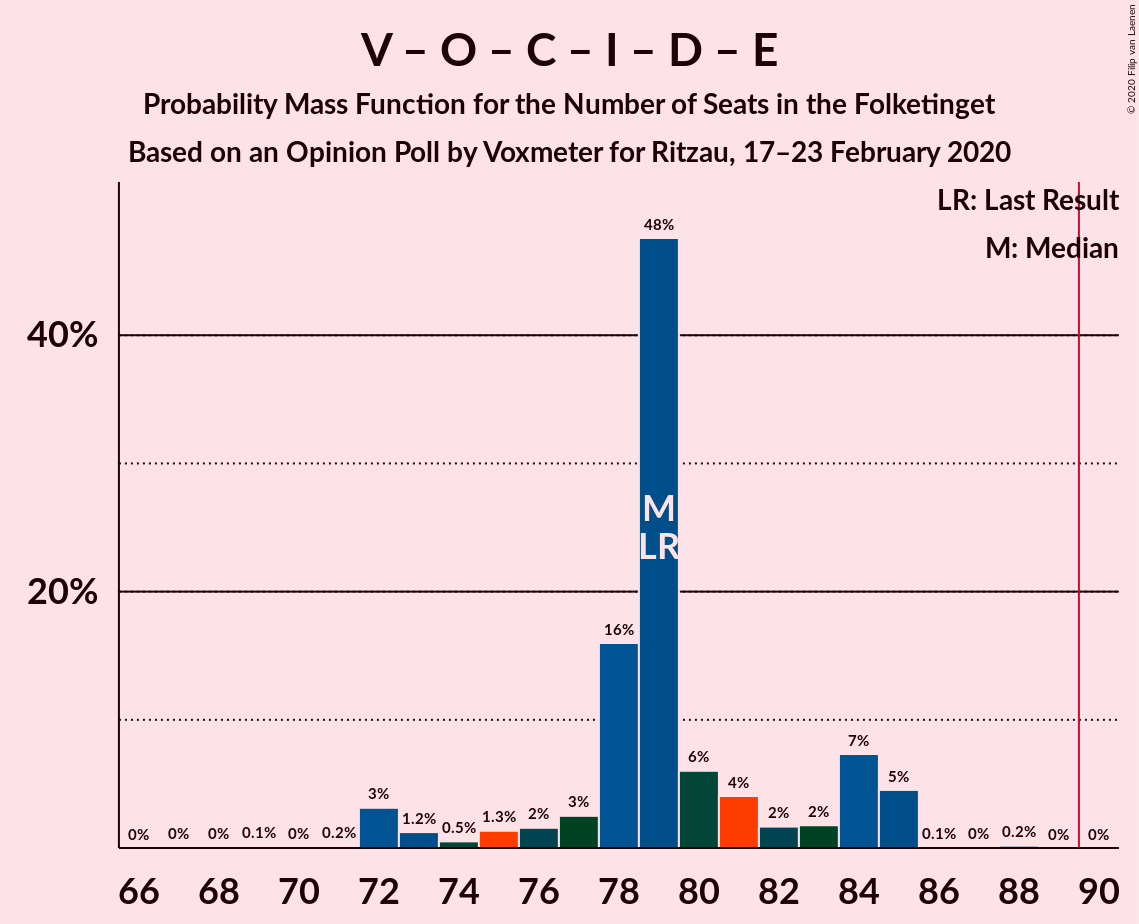 V – O – C – I – D – E
Probability Mass Function for the Number of Seats in the Folketinget
Based on an Opinion Poll by Voxmeter for Ritzau, 17–23 February 2020
© 2020 Filip van Laenen
LR: Last Result
M: Median
40%
20%
0% 0% 0% 0.1% 0% 0.2% 3% 1.2% 0.5% 1.3% 2% 3% 16% 48% 6% 4% 2% 2% 7% 5% 0.1% 0% 0.2% 0% 0%
M
LR
66 68 70 72 74 76 78 80 82 84 86 88 90